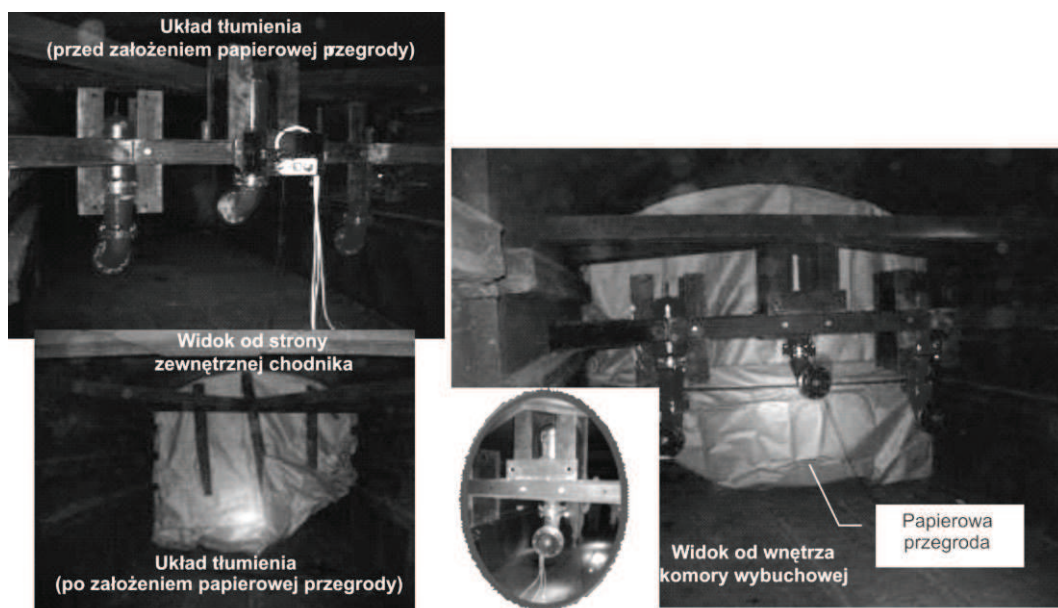 Układ tłumienia
(przed założeniem papierowej przegrody)
Widok od strony
zewnętrznej chodnika
Układ tłumienia
(po założeniem papierowej przegrody)
Widok od wnętrza
komory wybuchowej
Papierowa
przegroda